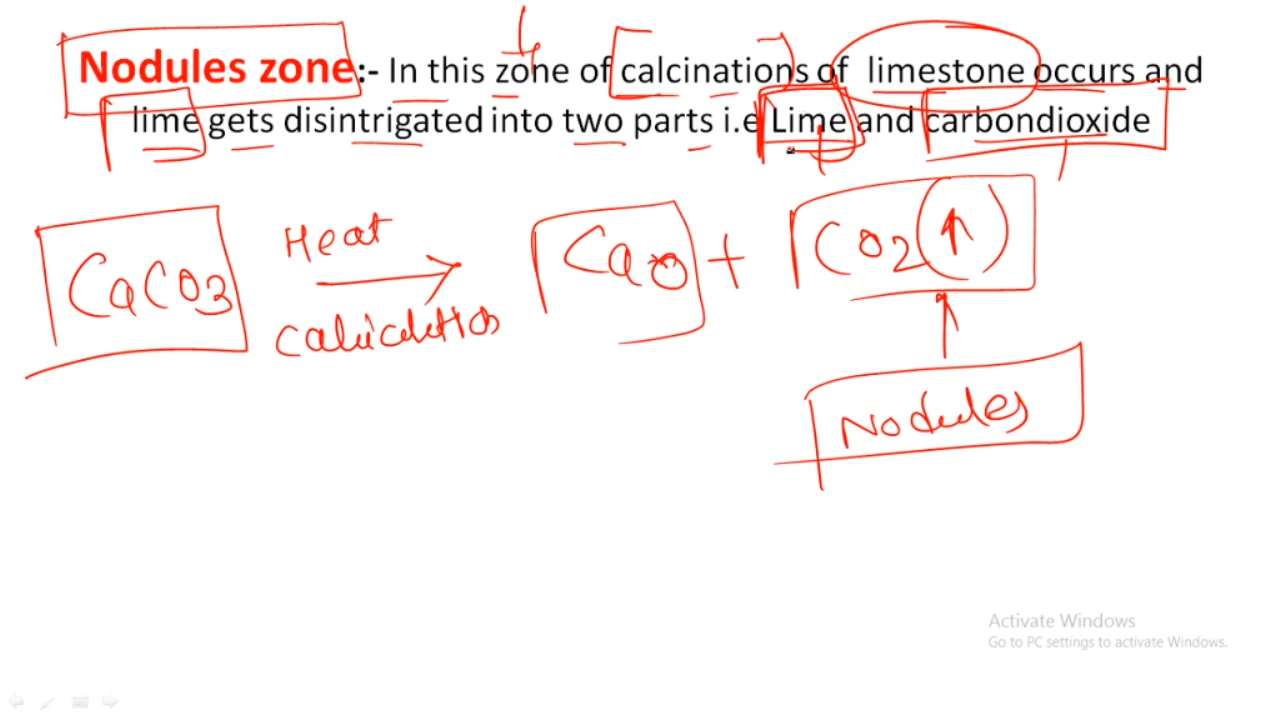 Nodules zone:- In this zone of calcinations of limestone occurs and
lime gets disintrigated into two parts i.e Lime and carbondioxide
CaCO3 Heat CaO + CO2 (↑)
Nodules
Activate Windows
Go to PC settings to activate Windows.